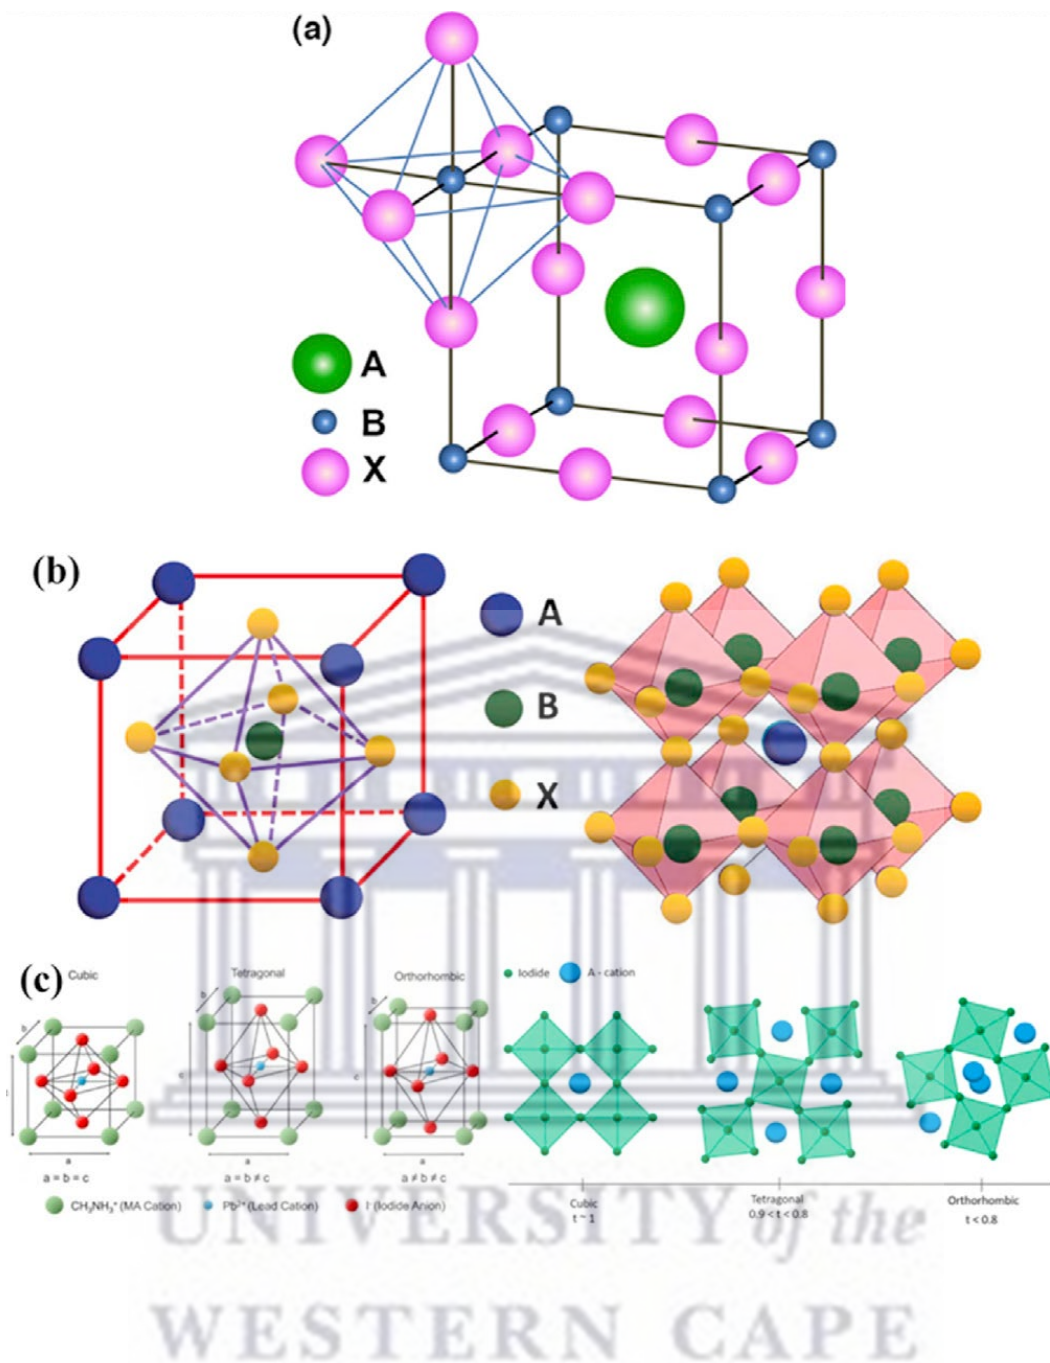 (a)
A
B
X
(b)
A
B
X
(c)
Cubic
Tetragonal
Orthorhombic
b
b
b
c
c
a
a
a
a = b = c
a = b ≠ c
a ≠ b ≠ c
CH₃NH₃⁺ (MA Cation) Pb²⁺ (Lead Cation) I⁻ (Iodide Anion)
Iodide A - cation
Cubic
t ~ 1
Tetragonal
0.9 < t < 0.8
Orthorhombic
t < 0.8
UNIVERSITY of the
WESTERN CAPE